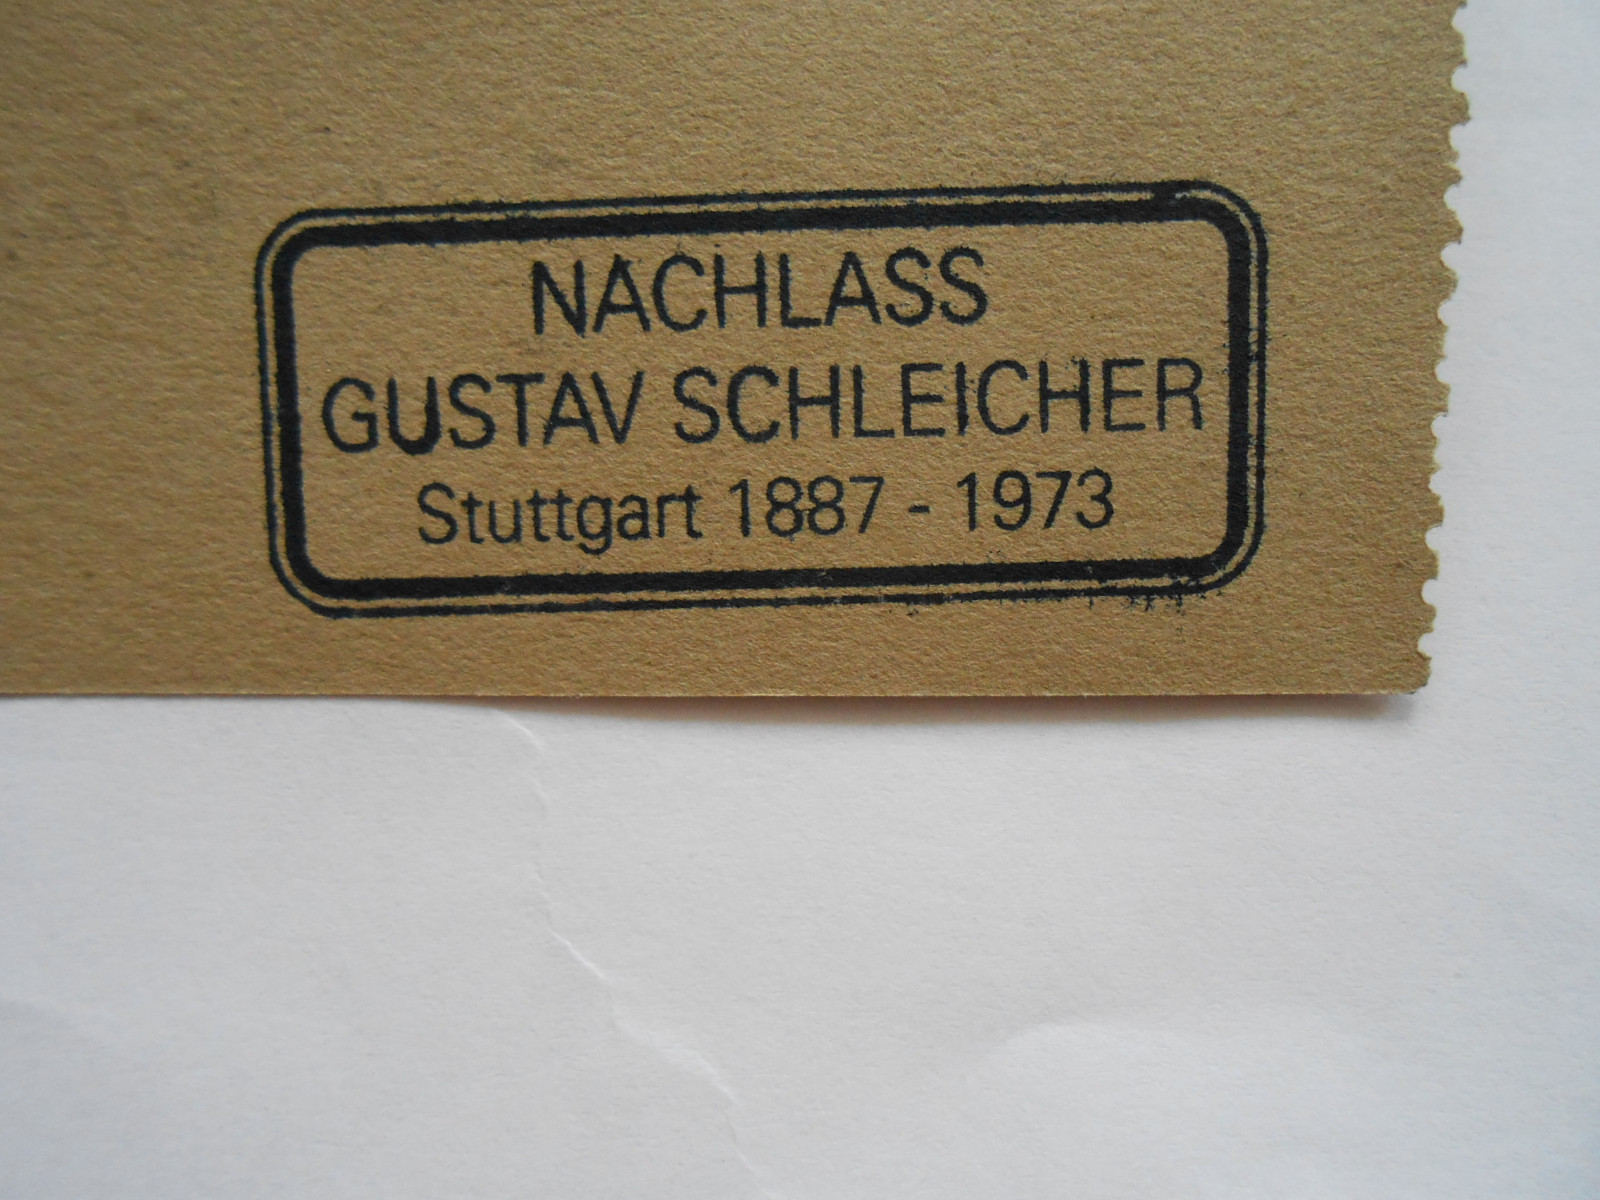 NACHLASS
GUSTAV SCHLEICHER
Stuttgart 1887 - 1973